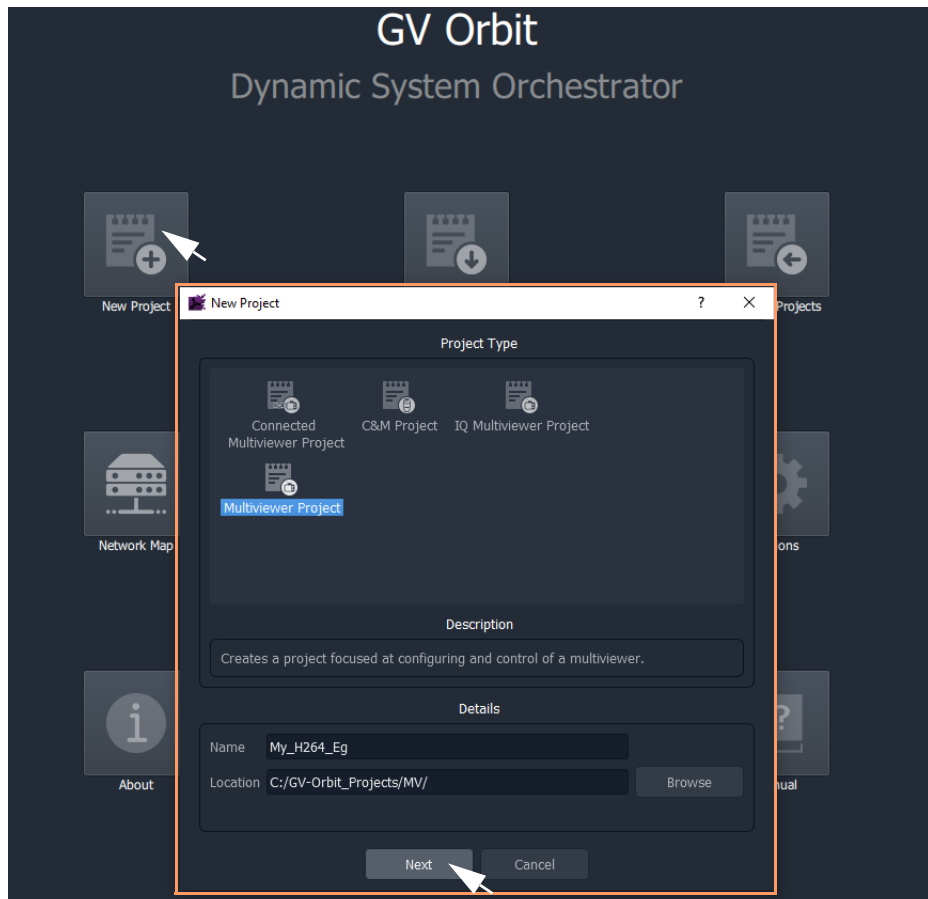 GV Orbit
Dynamic System Orchestrator
New Project
Projects
New Project
?
Project Type
Connected
Multiviewer Project
C&M Project
IQ Multiviewer Project
Multiviewer Project
Network Map
ons
Description
Creates a project focused at configuring and control of a multiviewer.
Details
Name My_H264_Eg
Location C:/GV-Orbit_Projects/MV/ Browse
About
ual
Next Cancel